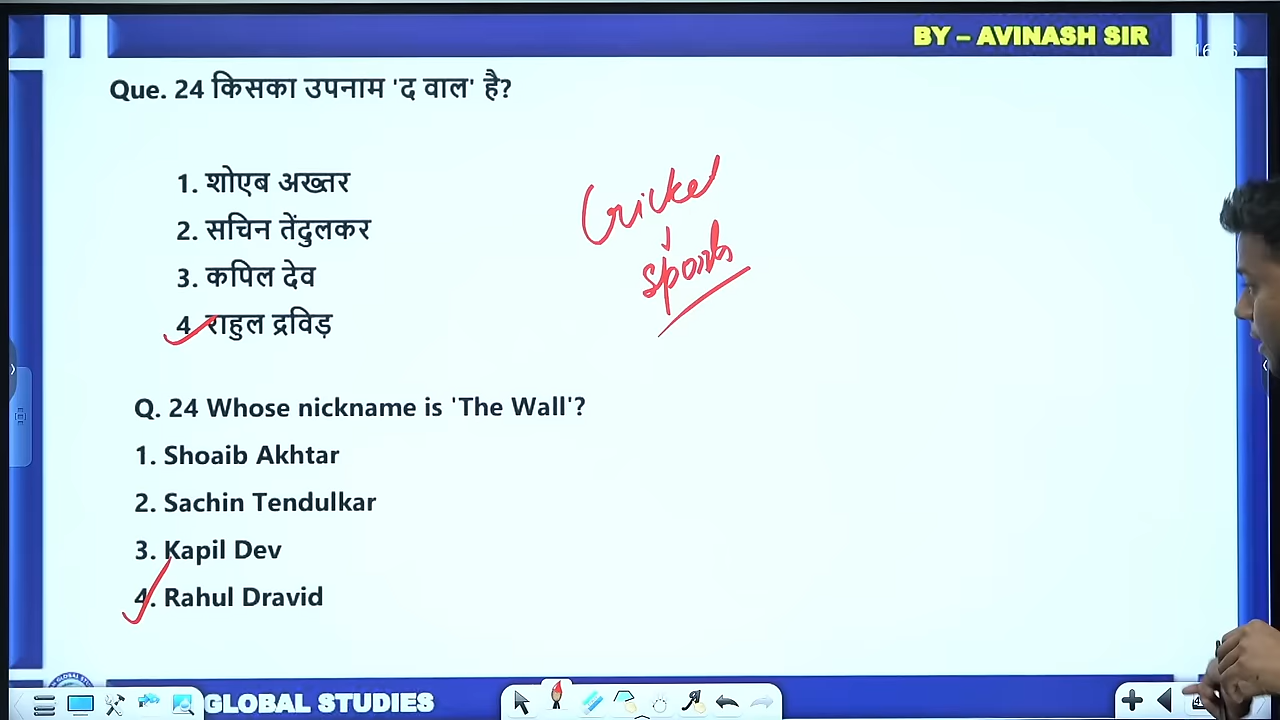 BY – AVINASH SIR
Que. 24 किसका उपनाम 'द वाल' है?
1. शोएब अख्तर
2. सचिन तेंदुलकर
3. कपिल देव
4. राहुल द्रविड़
Cricket
Sports
Q. 24 Whose nickname is 'The Wall'?
1. Shoaib Akhtar
2. Sachin Tendulkar
3. Kapil Dev
4. Rahul Dravid
GLOBAL STUDIES